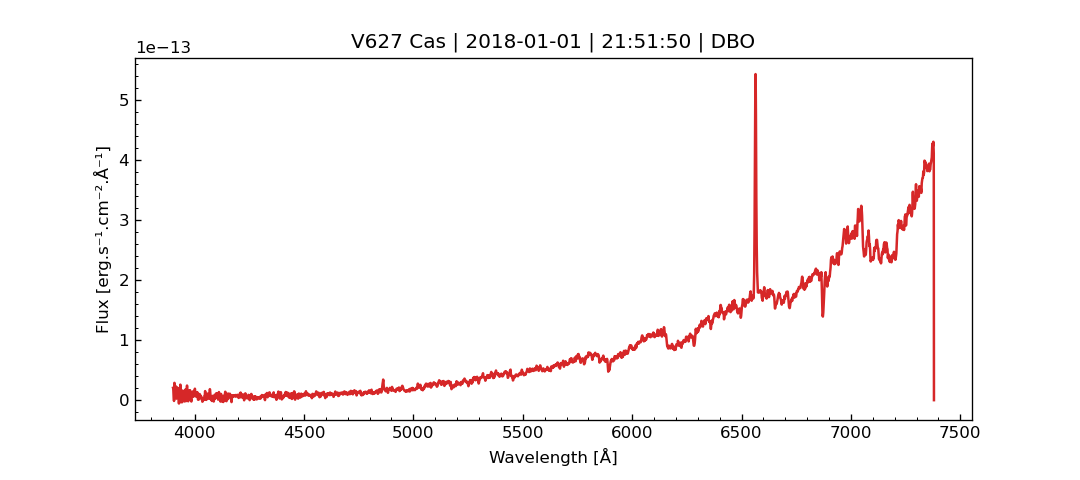 V627 Cas | 2018-01-01 | 21:51:50 | DBO
1e−13
5
4
3
2
1
0
Flux [erg.s⁻¹.cm⁻².Å⁻¹]
4000 4500 5000 5500 6000 6500 7000 7500
Wavelength [Å]